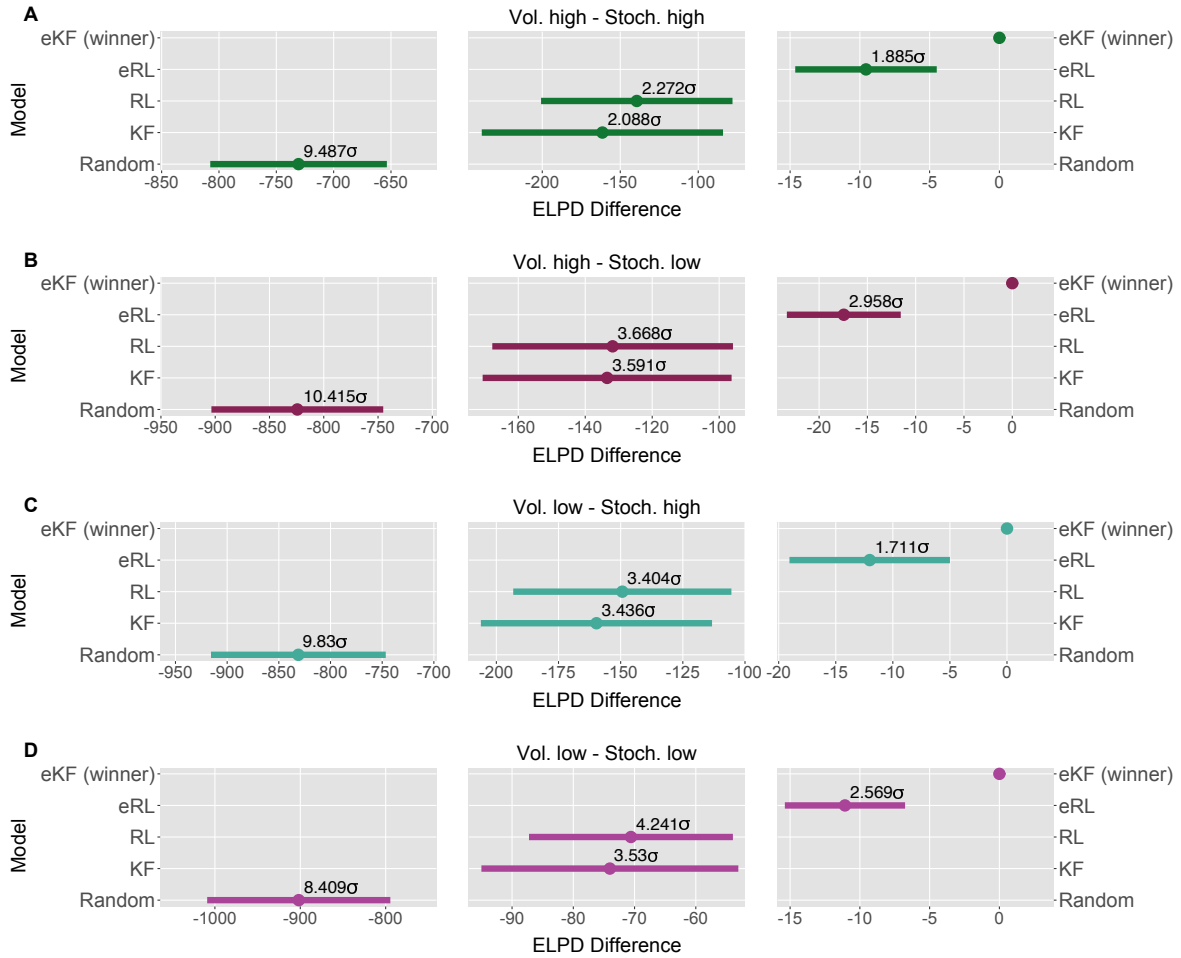 A
Vol. high - Stoch. high
eKF (winner)
eRL
RL
KF
Random
Model
9.487σ
2.272σ
2.088σ
1.885σ
eKF (winner)
eRL
RL
KF
Random
-850 -800 -750 -700 -650
-200 -150 -100
-15 -10 -5 0
ELPD Difference
B
Vol. high - Stoch. low
eKF (winner)
eRL
RL
KF
Random
Model
10.415σ
3.668σ
3.591σ
2.958σ
eKF (winner)
eRL
RL
KF
Random
-950 -900 -850 -800 -750 -700
-160 -140 -120 -100
-20 -15 -10 -5 0
ELPD Difference
C
Vol. low - Stoch. high
eKF (winner)
eRL
RL
KF
Random
Model
9.83σ
3.404σ
3.436σ
1.711σ
eKF (winner)
eRL
RL
KF
Random
-950 -900 -850 -800 -750 -700
-200 -175 -150 -125 -100
-20 -15 -10 -5 0
ELPD Difference
D
Vol. low - Stoch. low
eKF (winner)
eRL
RL
KF
Random
Model
8.409σ
4.241σ
3.53σ
2.569σ
eKF (winner)
eRL
RL
KF
Random
-1000 -900 -800
-90 -80 -70 -60
-15 -10 -5 0
ELPD Difference